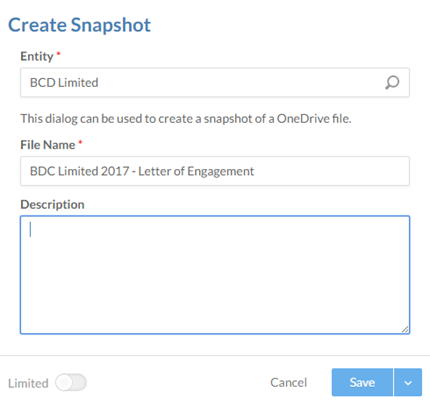 Create Snapshot
Entity *
BCD Limited
This dialog can be used to create a snapshot of a OneDrive file.
File Name *
BDC Limited 2017 - Letter of Engagement
Description
Limited Cancel Save